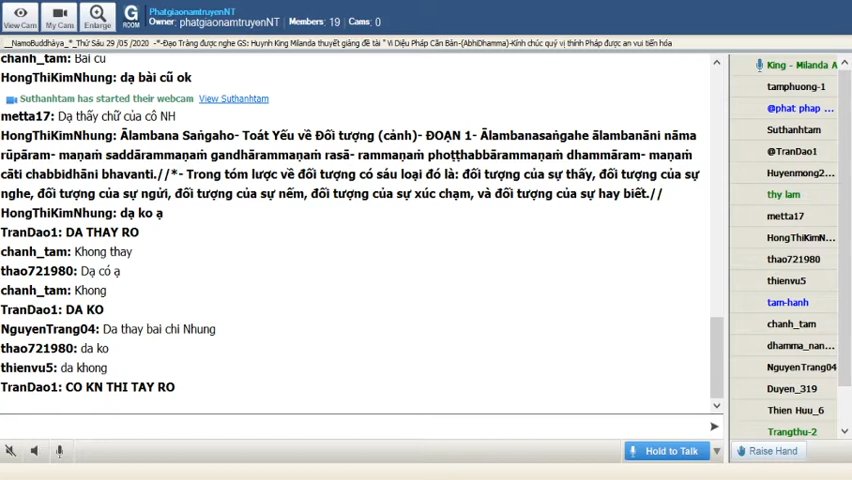 PhatgiaonamtruyenNT
Owner: phatgiaonamtruyenNT Members: 19 Cams: 0
View Cam My Cam Enlarge G ROOM
__NamoBuddhàya_*_Thứ Sáu 29 /05 /2020 -*-Đạo Tràng được nghe GS: Huynh King Milanda thuyết giảng đề tài " Vi Diệu Pháp Căn Bản-(AbhiDhamma)-Kính chúc quý vị thính Pháp được an vui tiến hóa
chanh_tam: Bai cu
HongThiKimNhung: dạ bài cũ ok
Suthanhtam has started their webcam View Suthanhtam
metta17: Dạ thấy chữ của cô NH
HongThiKimNhung: Ālambana Saṅgaho- Toát Yếu về Đối tượng (cảnh)- ĐOẠN 1- Ālambanasaṅgahe ālambanāni nāma
rūpāram- maṇaṁ saddārammaṇaṁ gandhārammaṇaṁ rasā- rammaṇaṁ phoṭṭhabbārammaṇaṁ dhammāram- maṇaṁ
cāti chabbidhāni bhavanti.//*- Trong tóm lược về đối tượng có sáu loại đó là: đối tượng của sự thấy, đối tượng của sự
nghe, đối tượng của sự ngửi, đối tượng của sự nếm, đối tượng của sự xúc chạm, và đối tượng của sự hay biết.//
HongThiKimNhung: dạ ko ạ
TranDao1: DA THAY RO
chanh_tam: Khong thay
thao721980: Dạ có ạ
chanh_tam: Khong
TranDao1: DA KO
NguyenTrang04: Da thay bai chi Nhung
thao721980: da ko
thienvu5: da khong
TranDao1: CO KN THI TAY RO
King - Milanda A
tamphuong-1
@phat phap ...
Suthanhtam
@TranDao1
Huyenmong2...
thy lam
metta17
HongThiKimN...
thao721980
thienvu5
tam-hanh
chanh_tam
dhamma_nan...
NguyenTrang04
Duyen_319
Thien Huu_6
Trangthu-2
Hold to Talk
Raise Hand